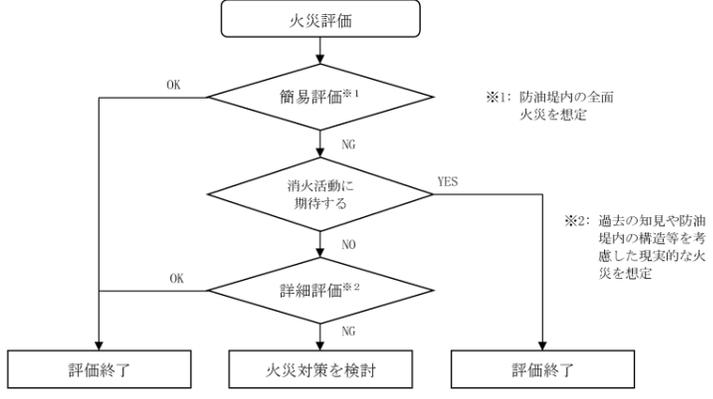 火災評価
OK
簡易評価※1
※1: 防油堤内の全面
火災を想定
NG
消火活動に
期待する
YES
※2: 過去の知見や防油
堤内の構造等を考
慮した現実的な火
災を想定
NO
OK
詳細評価※2
NG
評価終了
火災対策を検討
評価終了